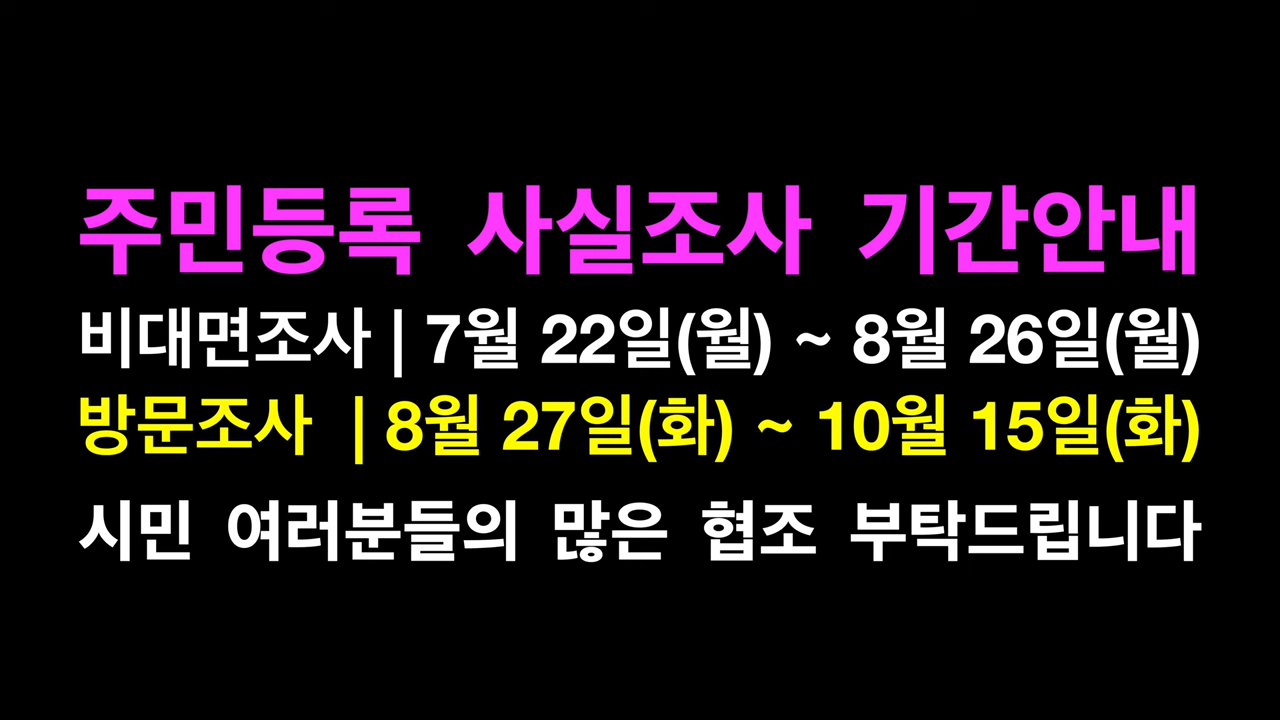 주민등록 사실조사 기간안내
비대면조사 | 7월 22일(월) ~ 8월 26일(월)
방문조사 | 8월 27일(화) ~ 10월 15일(화)
시민 여러분들의 많은 협조 부탁드립니다